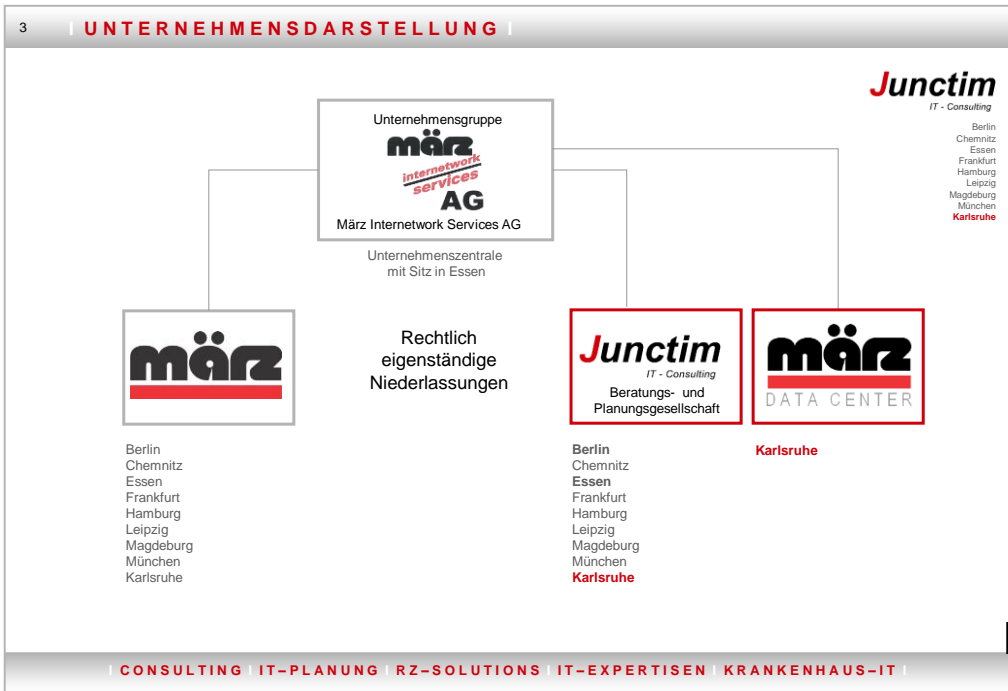 3
UNTERNEHMENSDARSTELLUNG
Junctim
IT - Consulting
Berlin
Chemnitz
Essen
Frankfurt
Hamburg
Leipzig
Magdeburg
München
Karlsruhe
Unternehmensgruppe
märz
internetwork
services
AG
März Internetwork Services AG
Unternehmenszentrale
mit Sitz in Essen
märz
Rechtlich
eigenständige
Niederlassungen
Junctim
IT - Consulting
Beratungs- und
Planungsgesellschaft
märz
DATA CENTER
Berlin
Chemnitz
Essen
Frankfurt
Hamburg
Leipzig
Magdeburg
München
Karlsruhe
Berlin
Chemnitz
Essen
Frankfurt
Hamburg
Leipzig
Magdeburg
München
Karlsruhe
Karlsruhe
| CONSULTING | IT–PLANUNG | RZ–SOLUTIONS | IT–EXPERTISEN | KRANKENHAUS–IT |